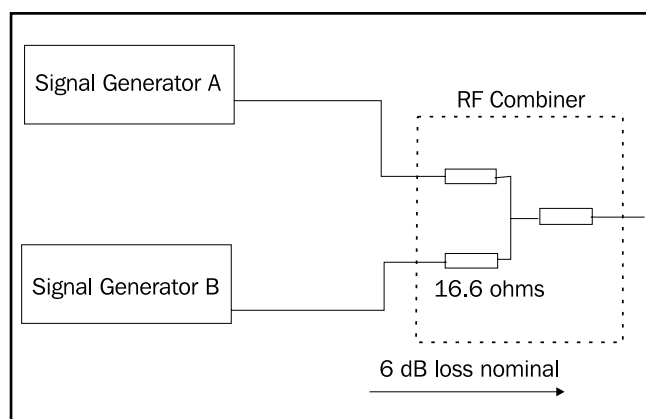 Signal Generator A
RF Combiner
Signal Generator B
16.6 ohms
6 dB loss nominal